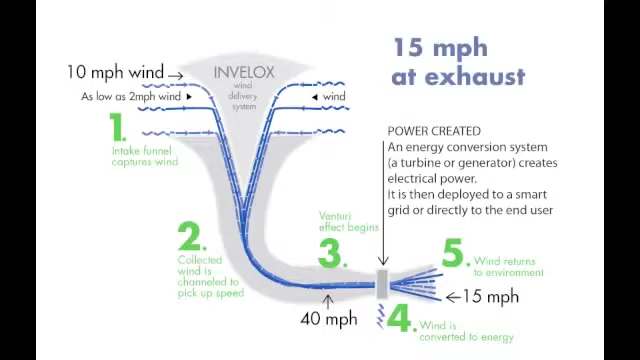 15 mph
at exhaust
10 mph wind
INVELOX
wind
delivery
system
As low as 2mph wind
wind
1.
Intake funnel
captures wind
POWER CREATED
An energy conversion system
(a turbine or generator) creates
electrical power.
It is then deployed to a smart
grid or directly to the end user
2.
Collected
wind is
channeled to
pick up speed
Vanturi
effect begins
3.
40 mph
4.
Wind is
converted to energy
5.
Wind returns
to environment
15 mph